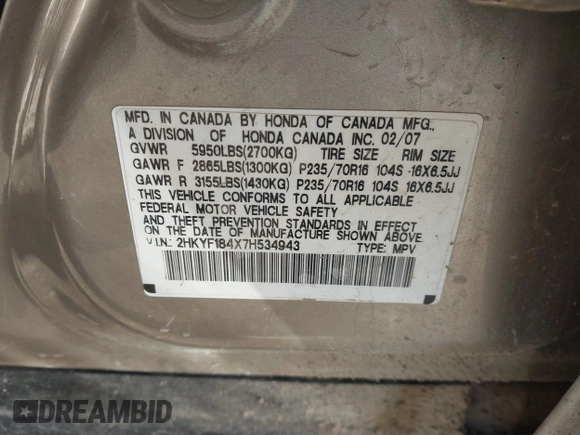 MFD. IN CANADA BY HONDA OF CANADA MFG.,
A DIVISION OF HONDA CANADA INC. 02/07
GVWR 5950LBS(2700KG) TIRE SIZE RIM SIZE
GAWR F 2865LBS(1300KG) P235/70R16 104S -16X6.5JJ
GAWR R 3155LBS(1430KG) P235/70R16 104S 16X6.5JJ
THIS VEHICLE CONFORMS TO ALL APPLICABLE
FEDERAL MOTOR VEHICLE SAFETY
AND THEFT PREVENTION STANDARDS IN EFFECT
ON THE DATE OF MANUFACTURE SHOWN ABOVE.
V.I.N.: 2HKYF184X7H534943 TYPE: MPV
DREAMBID